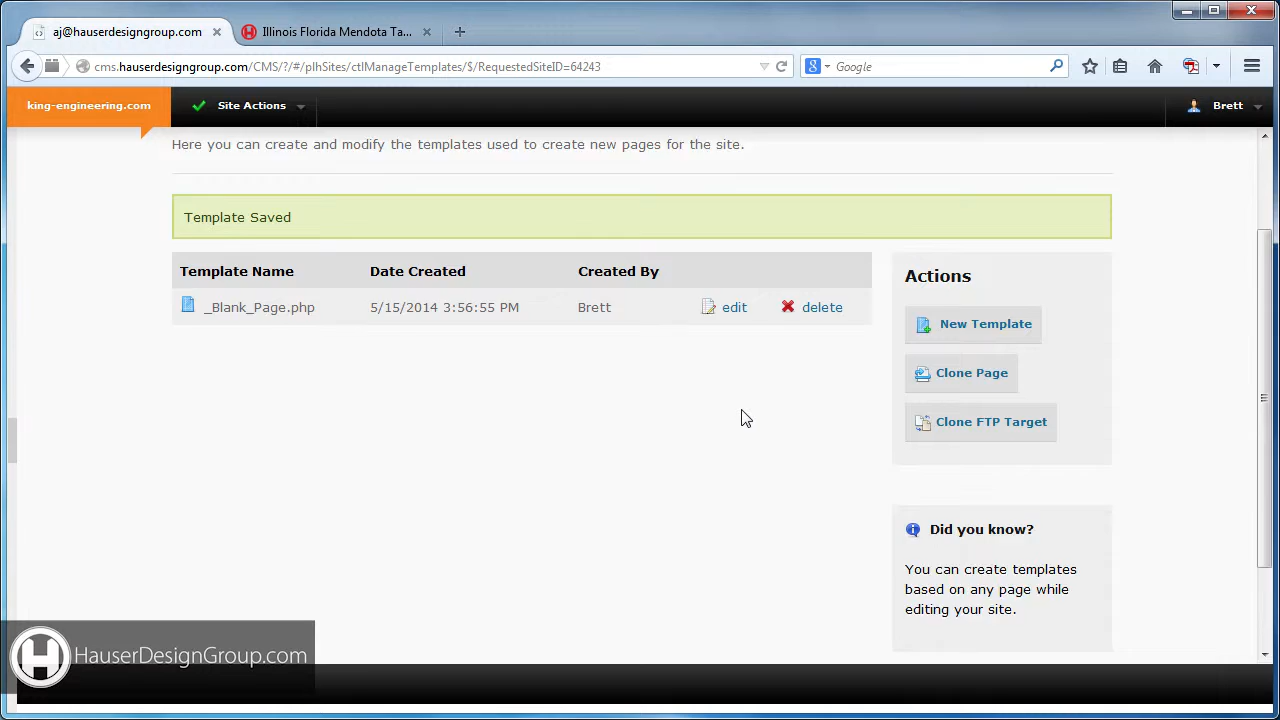 aj@hauserdesigngroup.com
Illinois Florida Mendota Ta...
cms.hauserdesigngroup.com/CMS/?/#/plhSites/ctlManageTemplates/$/RequestedSiteID=64243
Google
king-engineering.com
Site Actions
Brett
Here you can create and modify the templates used to create new pages for the site.
Template Saved
Template Name Date Created Created By
_Blank_Page.php 5/15/2014 3:56:55 PM Brett edit delete
Actions
New Template
Clone Page
Clone FTP Target
Did you know?
You can create templates
based on any page while
editing your site.
HauserDesignGroup.com